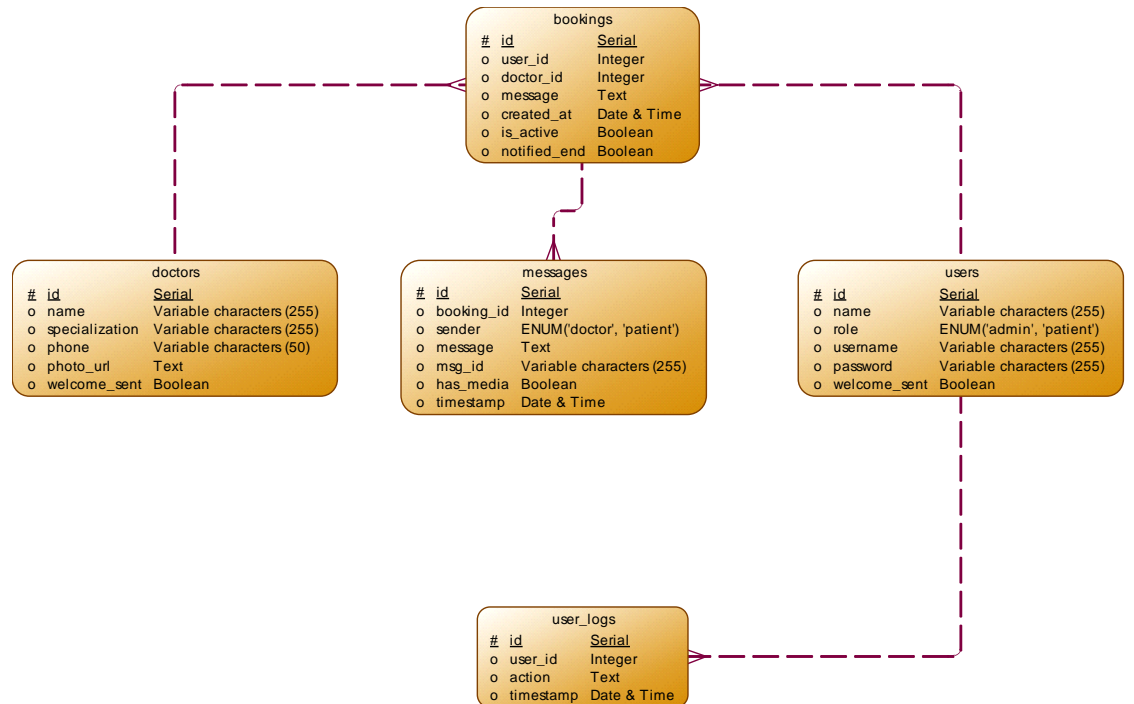 bookings
# id Serial
o user_id Integer
o doctor_id Integer
o message Text
o created_at Date & Time
o is_active Boolean
o notified_end Boolean
doctors
# id Serial
o name Variable characters (255)
o specialization Variable characters (255)
o phone Variable characters (50)
o photo_url Text
o welcome_sent Boolean
messages
# id Serial
o booking_id Integer
o sender ENUM('doctor', 'patient')
o message Text
o msg_id Variable characters (255)
o has_media Boolean
o timestamp Date & Time
users
# id Serial
o name Variable characters (255)
o role ENUM('admin', 'patient')
o username Variable characters (255)
o password Variable characters (255)
o welcome_sent Boolean
user_logs
# id Serial
o user_id Integer
o action Text
o timestamp Date & Time